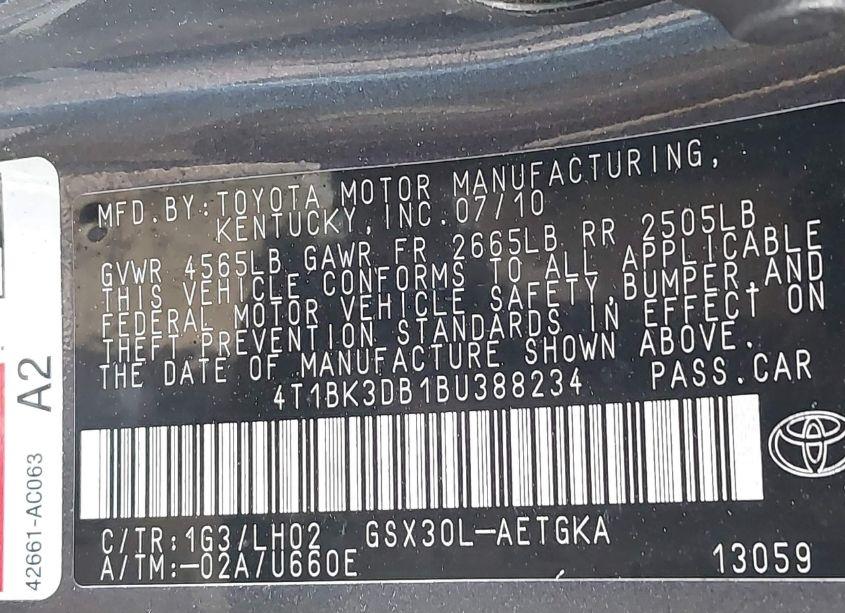 MFD.BY:TOYOTA MOTOR MANUFACTURING,
KENTUCKY,INC.07/10
GVWR 4565LB GAWR FR 2665LB RR 2505LB
THIS VEHICLE CONFORMS TO ALL APPLICABLE
FEDERAL MOTOR VEHICLE SAFETY,BUMPER,AND
THEFT PREVENTION STANDARDS IN EFFECT ON
THE DATE OF MANUFACTURE SHOWN ABOVE.
4T1BK3DB1BU388234 PASS.CAR
C/TR:1G3/LH02 GSX30L-AETGKA
A/TM:-02A/U660E 13059
42661-AC063 A2